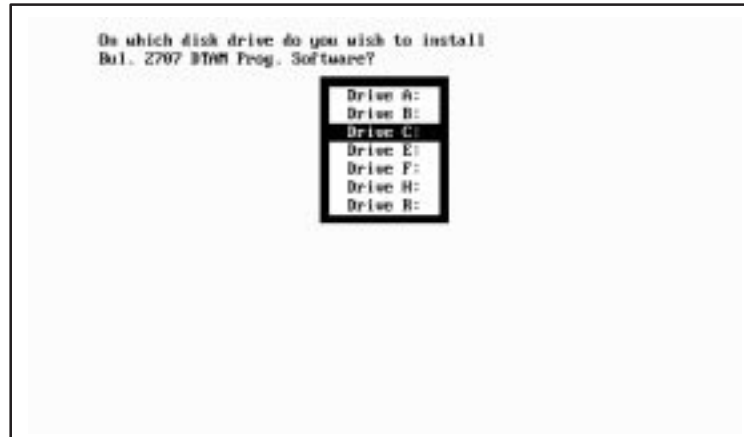 On which disk drive do you wish to install
Bul. 2707 DTAM Prog. Software?
Drive A:
Drive B:
Drive C:
Drive E:
Drive F:
Drive H:
Drive R: